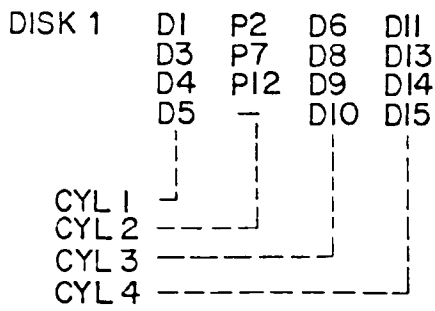 DISK 1 D1 P2 D6 D11
D3 P7 D8 D13
D4 P12 D9 D14
D5 — D10 D15
CYL 1
CYL 2
CYL 3
CYL 4